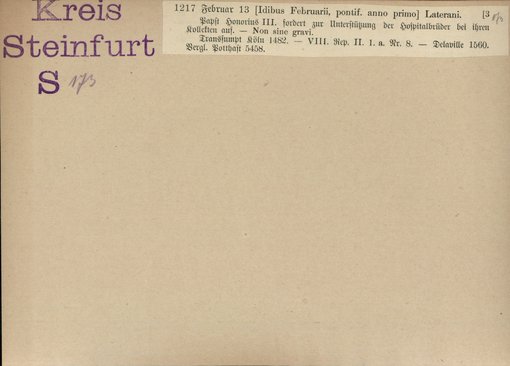 Kreis
Steinfurt
S 173
1217 Februar 13 [Idibus Februarii, pontif. anno primo] Laterani. [3
Papst Honorius III. fordert zur Unterstützung der Hospitalbrüder bei ihren
Kollekten auf. — Non sine gravi.
Transsumpt Köln 1482. — VIII. Rep. II. 1. a. Nr. 8. — Delaville 1560.
Vergl. Potthast 5458.